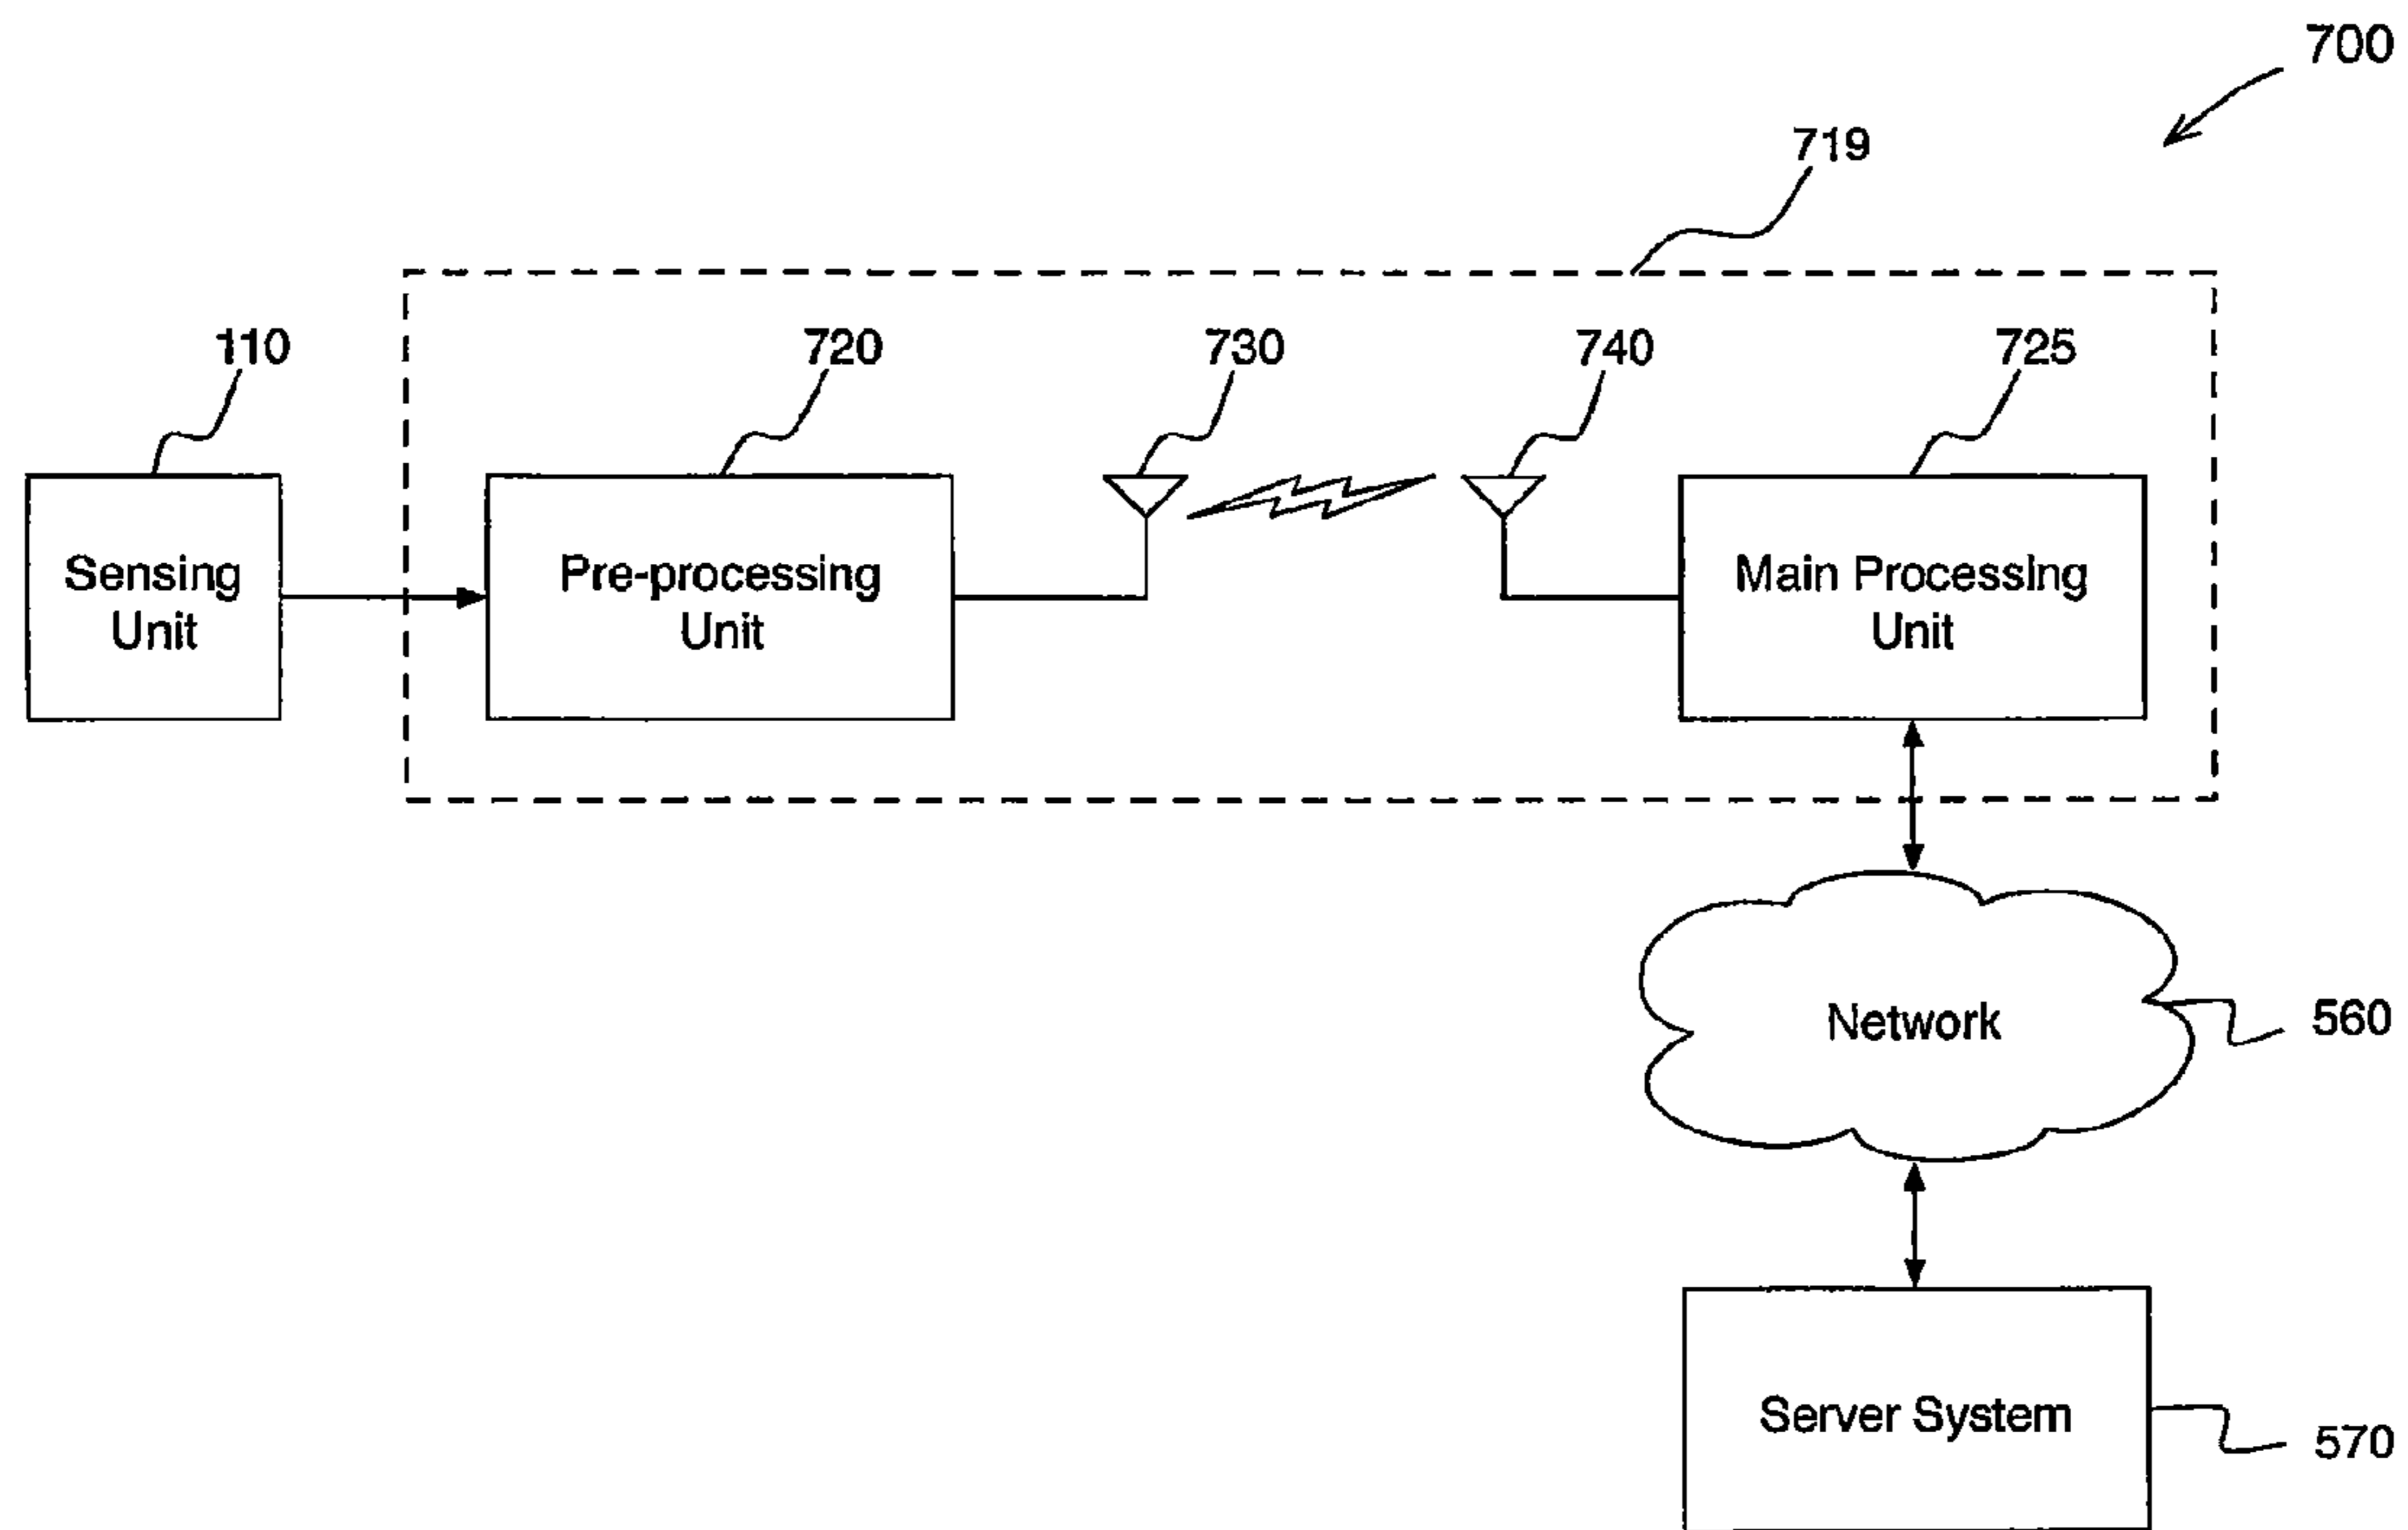 700
719
110
720
730
740
725
Sensing
Unit
Pre-processing
Unit
Main Processing
Unit
Network
560
Server System
570